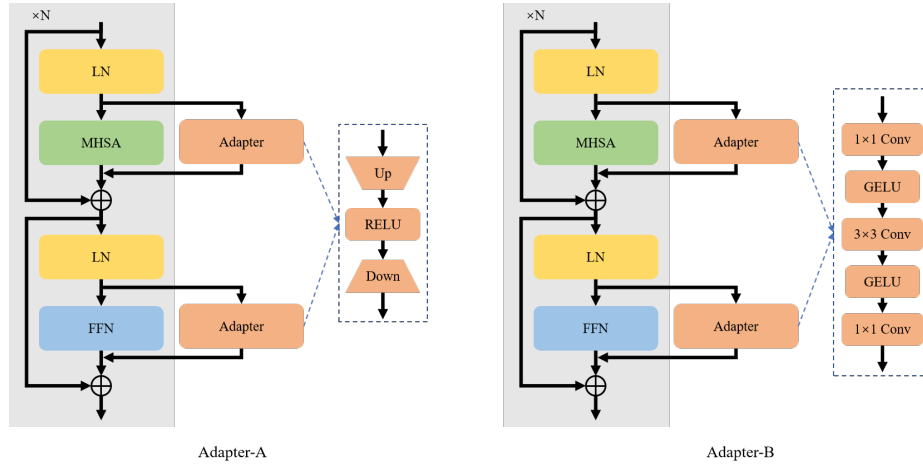 ×N
LN
MHSA
Adapter
LN
FFN
Adapter
Up
RELU
Down
Adapter-A
×N
LN
MHSA
Adapter
LN
FFN
Adapter
1×1 Conv
GELU
3×3 Conv
GELU
1×1 Conv
Adapter-B